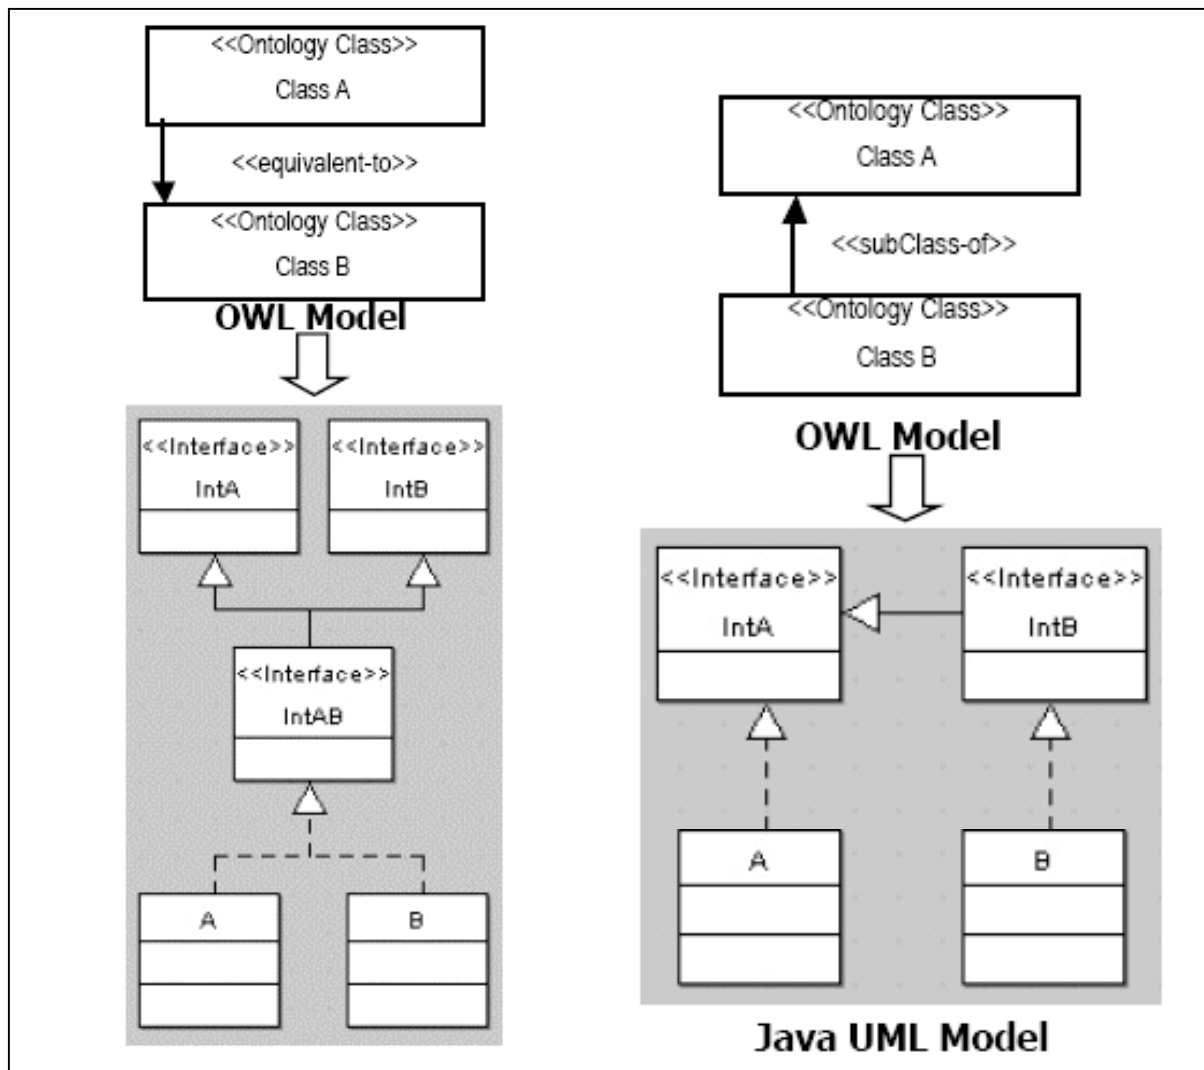 <<Ontology Class>>
Class A
<<equivalent-to>>
<<Ontology Class>>
Class B
OWL Model
<<Interface>>
IntA
<<Interface>>
IntB
<<Interface>>
IntAB
A
B
<<Ontology Class>>
Class A
<<subClass-of>>
<<Ontology Class>>
Class B
OWL Model
<<Interface>>
IntA
<<Interface>>
IntB
A
B
Java UML Model